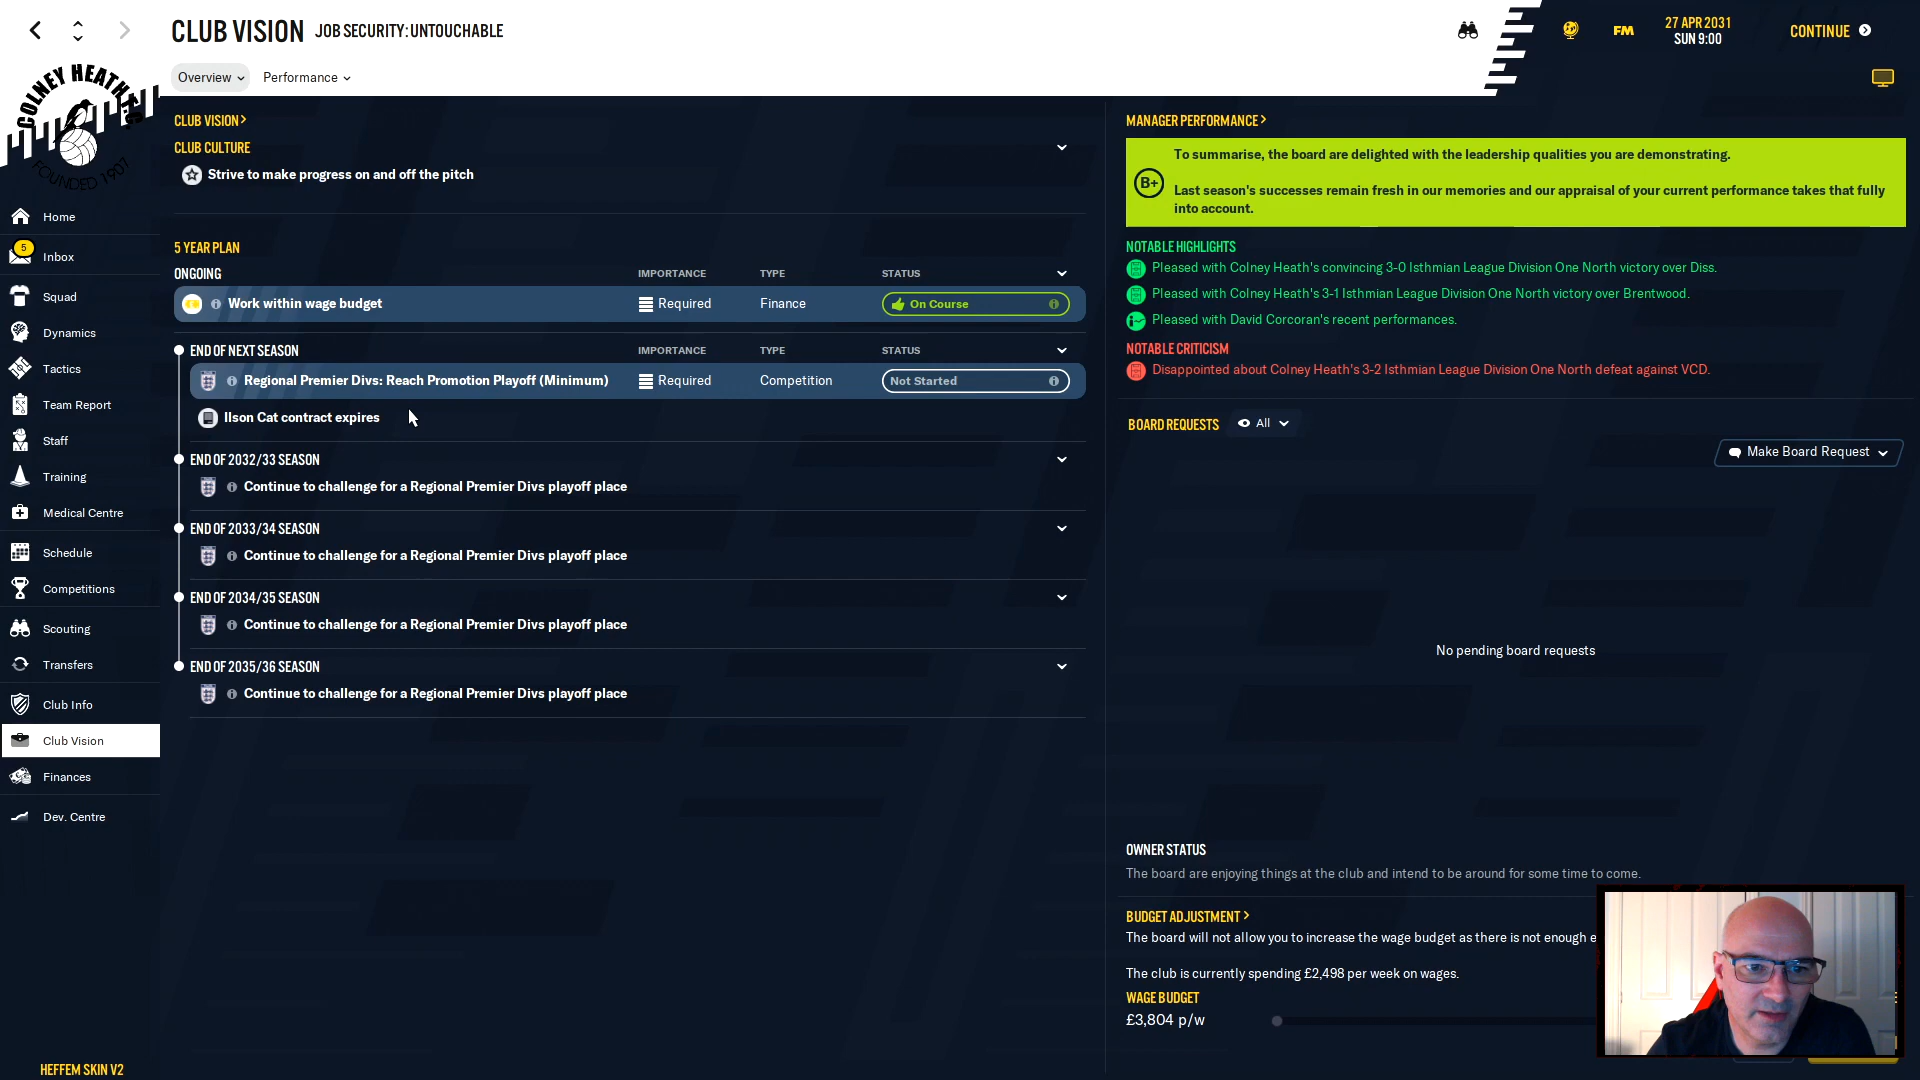 CLUB VISION JOB SECURITY: UNTOUCHABLE
FM
27 APR 2031
SUN 9:00
CONTINUE
Overview
Performance
COLNEY HEATH
FOUNDED 1907
Home
5
Inbox
Squad
Dynamics
Tactics
Team Report
Staff
Training
Medical Centre
Schedule
Competitions
Scouting
Transfers
Club Info
Club Vision
Finances
Dev. Centre
HEFFEM SKIN V2
CLUB VISION
CLUB CULTURE
Strive to make progress on and off the pitch
5 YEAR PLAN
ONGOING IMPORTANCE TYPE STATUS
Work within wage budget Required Finance On Course
END OF NEXT SEASON IMPORTANCE TYPE STATUS
Regional Premier Divs: Reach Promotion Playoff (Minimum) Required Competition Not Started
Ilson Cat contract expires
END OF 2032/33 SEASON
Continue to challenge for a Regional Premier Divs playoff place
END OF 2033/34 SEASON
Continue to challenge for a Regional Premier Divs playoff place
END OF 2034/35 SEASON
Continue to challenge for a Regional Premier Divs playoff place
END OF 2035/36 SEASON
Continue to challenge for a Regional Premier Divs playoff place
MANAGER PERFORMANCE
B+
To summarise, the board are delighted with the leadership qualities you are demonstrating.
Last season's successes remain fresh in our memories and our appraisal of your current performance takes that fully
into account.
NOTABLE HIGHLIGHTS
Pleased with Colney Heath's convincing 3-0 Isthmian League Division One North victory over Diss.
Pleased with Colney Heath's 3-1 Isthmian League Division One North victory over Brentwood.
Pleased with David Corcoran's recent performances.
NOTABLE CRITICISM
Disappointed about Colney Heath's 3-2 Isthmian League Division One North defeat against VCD.
BOARD REQUESTS All
Make Board Request
No pending board requests
OWNER STATUS
The board are enjoying things at the club and intend to be around for some time to come.
BUDGET ADJUSTMENT
The board will not allow you to increase the wage budget as there is not enough
The club is currently spending £2,498 per week on wages.
WAGE BUDGET
£3,804 p/w